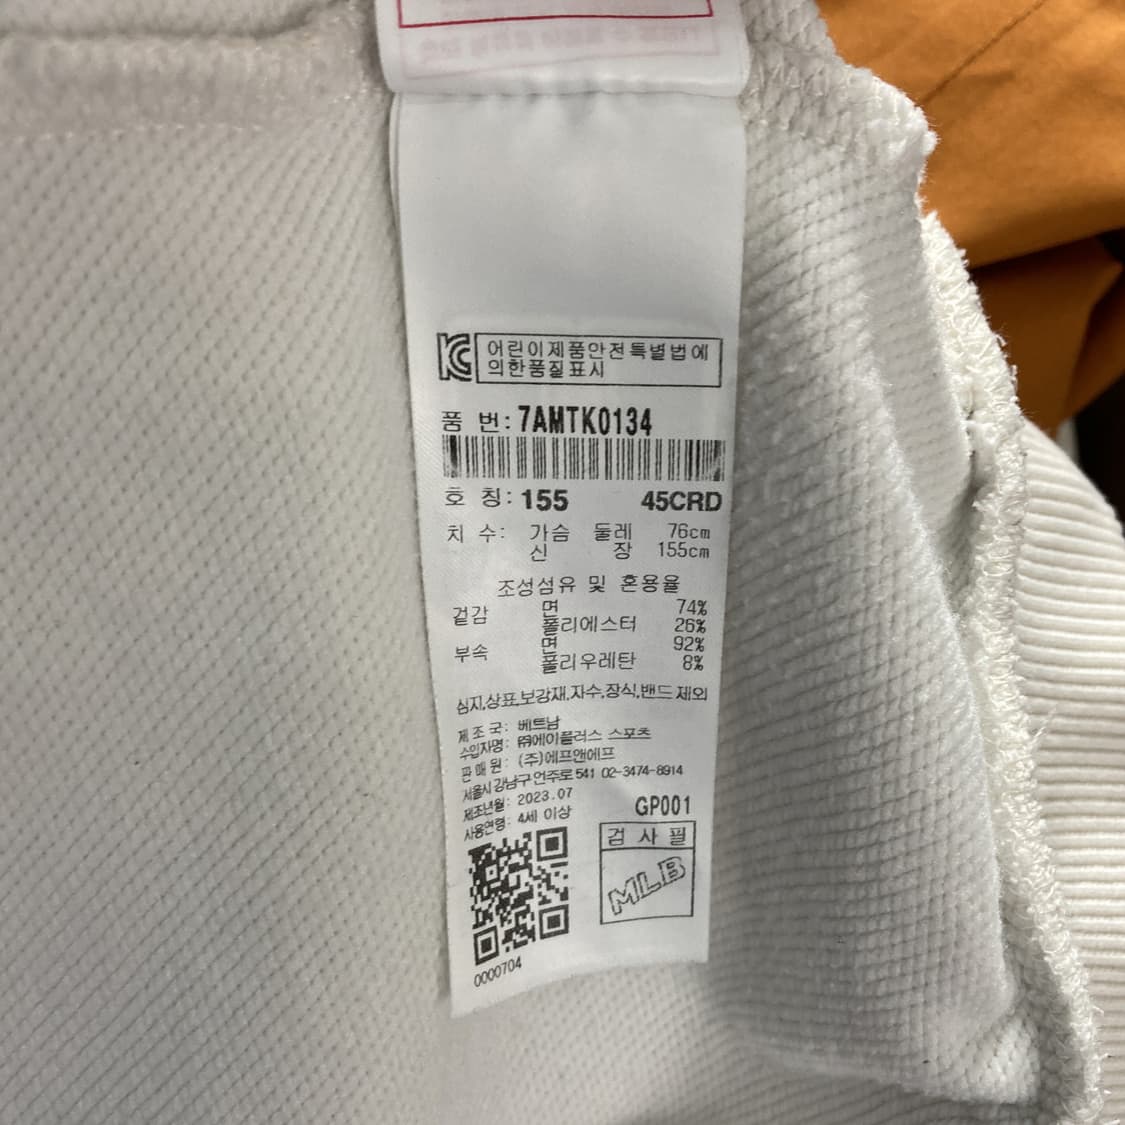 어린이제품안전특별법에
의한품질표시
품 번: 7AMTK0134
호 칭: 155 45CRD
치 수: 가슴 둘레 76cm
신 장 155cm
조성섬유 및 혼용율
겉감 면 74%
폴리에스터 26%
부속 면 92%
폴리우레탄 8%
심지,상표,보강재,자수,장식,밴드 제외
제 조 국: 베트남
수입자명: ㈜에이플러스 스포츠
판 매 원: (주)에프앤에프
서울시 강남구 언주로 541 02-3474-8914
제조년월: 2023.07
사용연령: 4세 이상
GP001
검 사 필
MLB
0000704